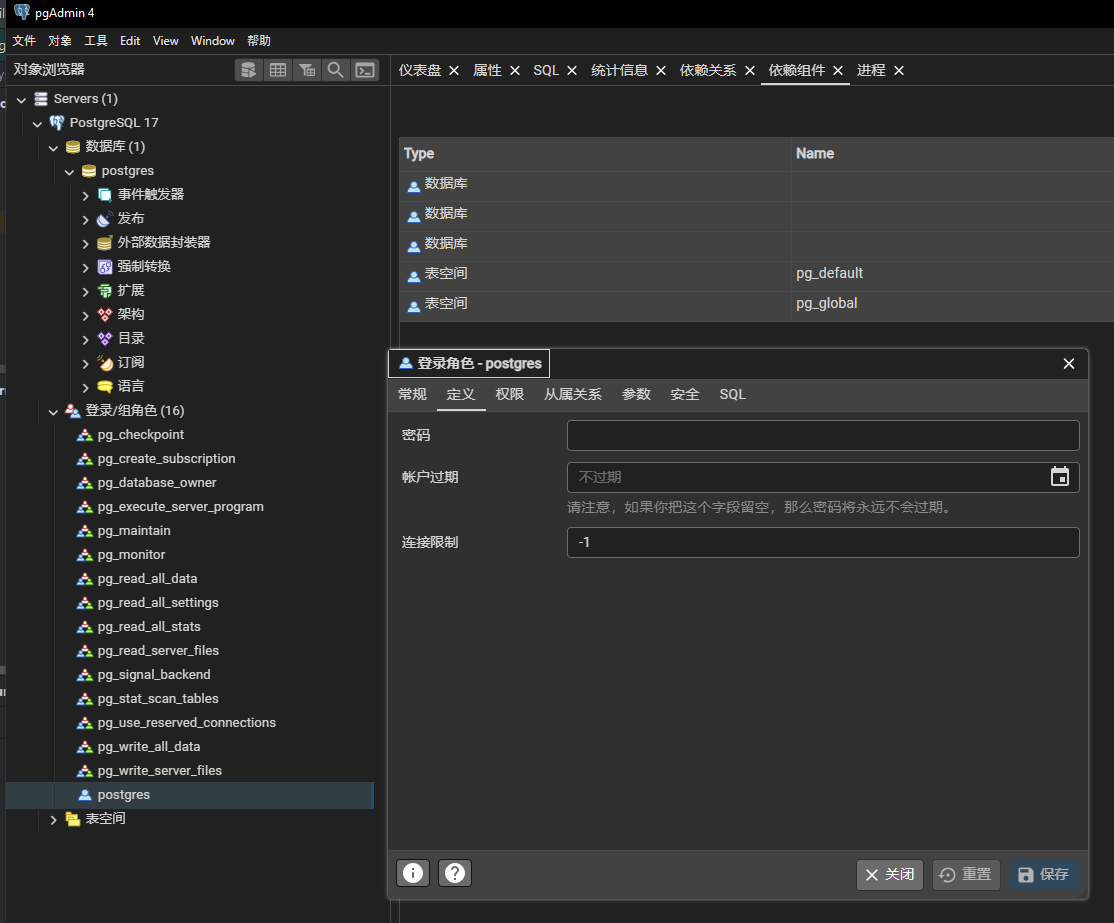 pgAdmin 4
文件 对象 工具 Edit View Window 帮助
对象浏览器
仪表盘 属性 SQL 统计信息 依赖关系 依赖组件 进程
Servers (1)
PostgreSQL 17
数据库 (1)
postgres
事件触发器
发布
外部数据封装器
强制转换
扩展
架构
目录
订阅
语言
登录/组角色 (16)
pg_checkpoint
pg_create_subscription
pg_database_owner
pg_execute_server_program
pg_maintain
pg_monitor
pg_read_all_data
pg_read_all_settings
pg_read_all_stats
pg_read_server_files
pg_signal_backend
pg_stat_scan_tables
pg_use_reserved_connections
pg_write_all_data
pg_write_server_files
postgres
表空间
Type Name
数据库
数据库
数据库
表空间 pg_default
表空间 pg_global
登录角色 - postgres
常规 定义 权限 从属关系 参数 安全 SQL
密码
帐户过期 不过期
请注意，如果你把这个字段留空，那么密码将永远不会过期。
连接限制 -1
关闭 重置 保存